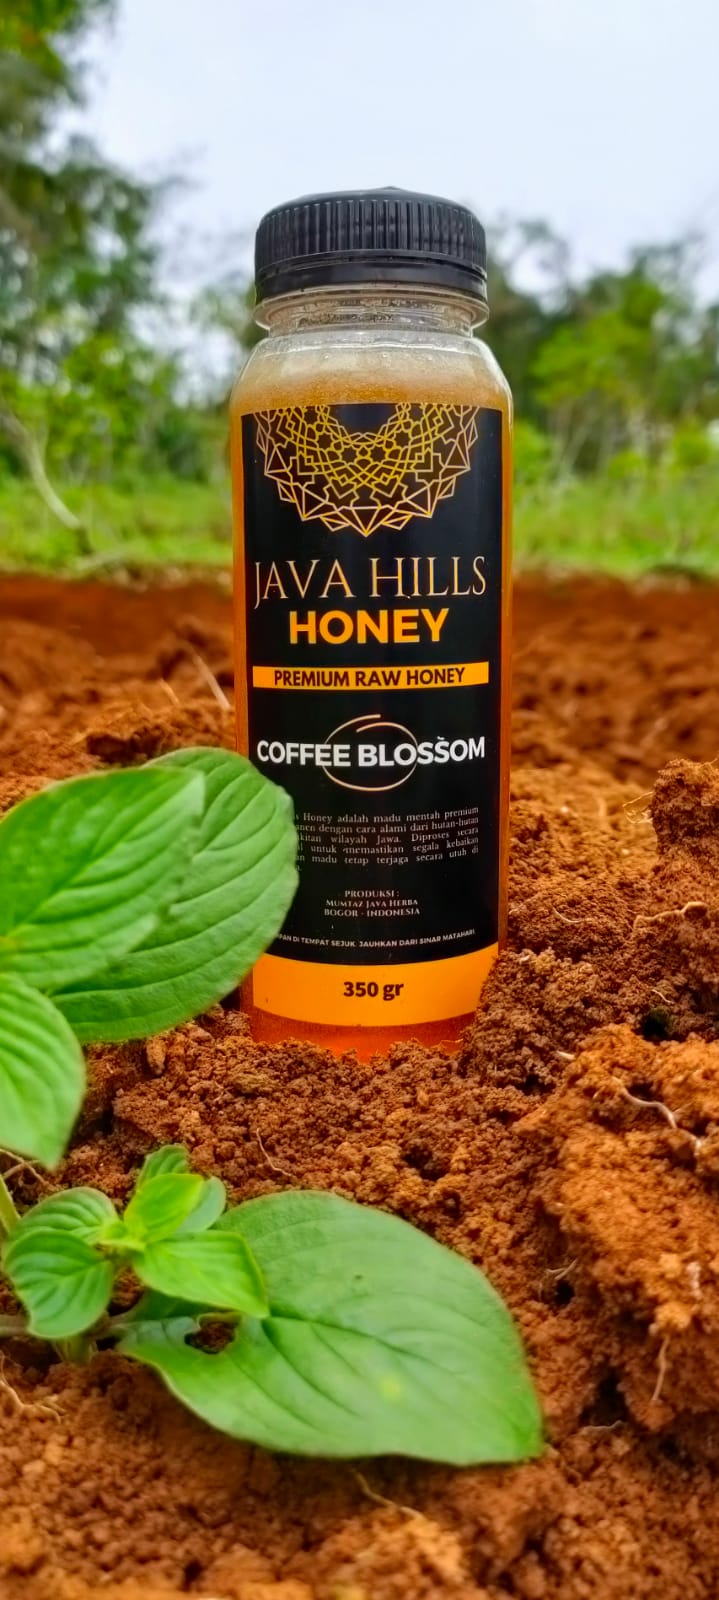 JAVA HILLS
HONEY
PREMIUM RAW HONEY
COFFEE BLOSSOM
Honey adalah madu mentah premium
dengan cara alami dari hutan-hutan
wilayah Jawa. Diproses secara
untuk memastikan segala kebaikan
madu tetap terjaga secara utuh di
PRODUKSI :
MUMTAZ JAVA HERBA
BOGOR - INDONESIA
DI TEMPAT SEJUK. JAUHKAN DARI SINAR MATAHARI.
350 gr